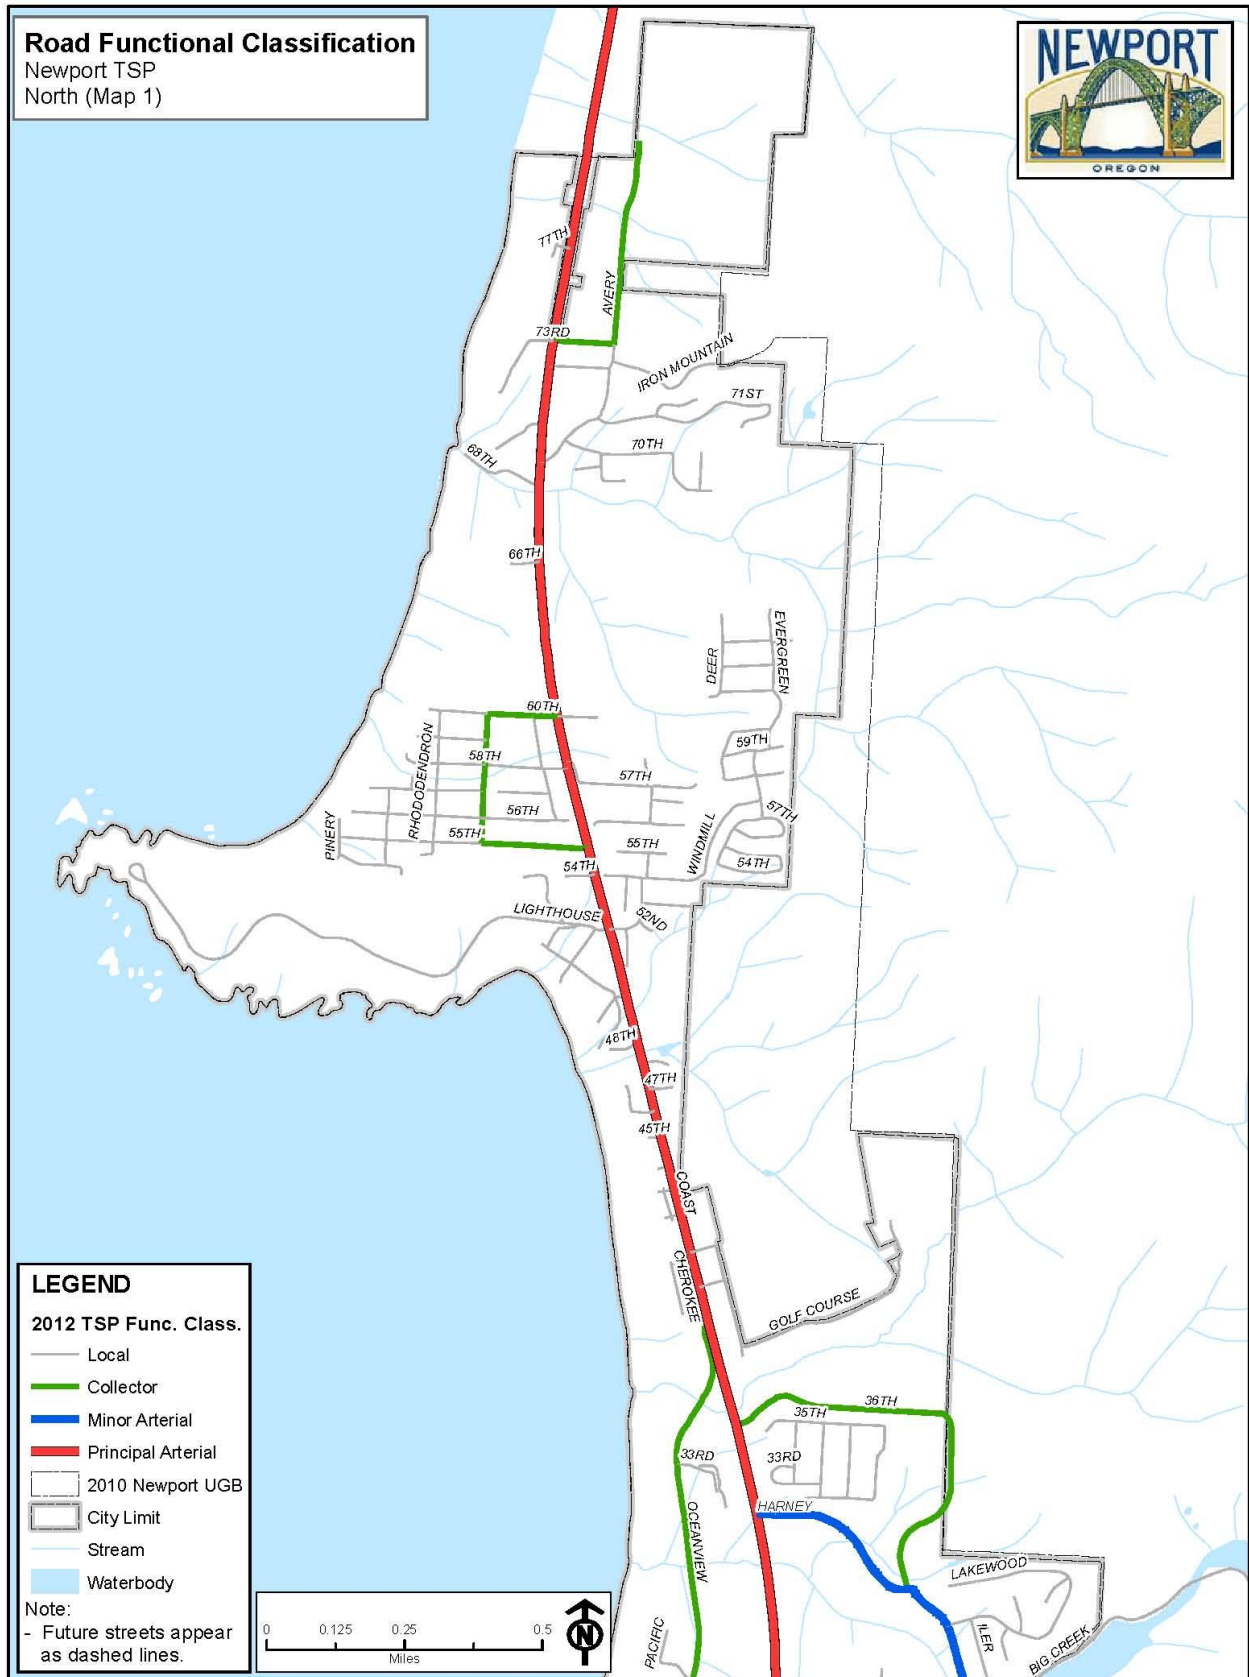 Road Functional Classification
Newport TSP
North (Map 1)
NEWPORT
OREGON
77TH
AVERY
73RD
IRON MOUNTAIN
71ST
70TH
68TH
66TH
EVERGREEN
DEER
60TH
RHODODENDRON
58TH
59TH
57TH
56TH
57TH
PINERY
55TH
55TH
WINDMILL
54TH
54TH
LIGHTHOUSE
52ND
48TH
47TH
45TH
COAST
CHEROKEE
GOLF COURSE
36TH
35TH
33RD
33RD
HARNEY
OCEANVIEW
LAKEWOOD
PACIFIC
ILER
BIG CREEK
LEGEND
2012 TSP Func. Class.
Local
Collector
Minor Arterial
Principal Arterial
2010 Newport UGB
City Limit
Stream
Waterbody
Note:
- Future streets appear
as dashed lines.
0 0.125 0.25 0.5
Miles
N